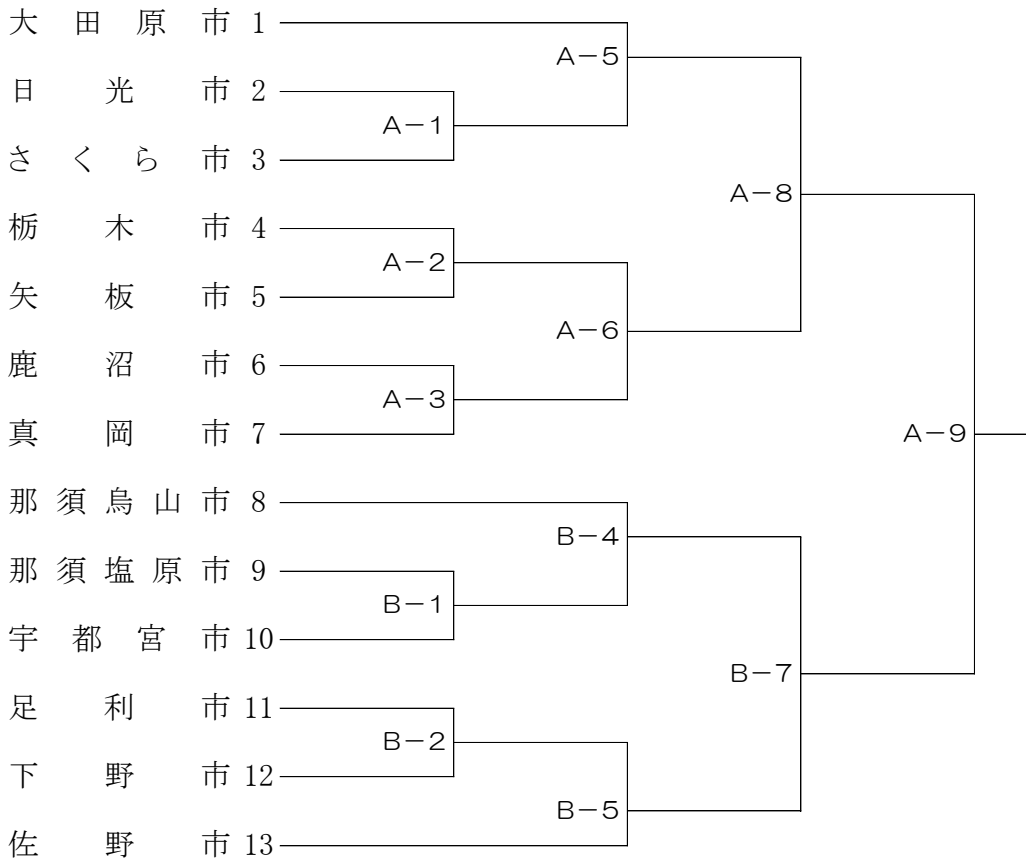 大田原市 1
A-5
日光市 2
A-1
さくら市 3
A-8
栃木市 4
A-2
矢板市 5
A-6
鹿沼市 6
A-3
真岡市 7
A-9
那須烏山市 8
B-4
那須塩原市 9
B-1
宇都宮市 10
B-7
足利市 11
B-2
下野市 12
B-5
佐野市 13